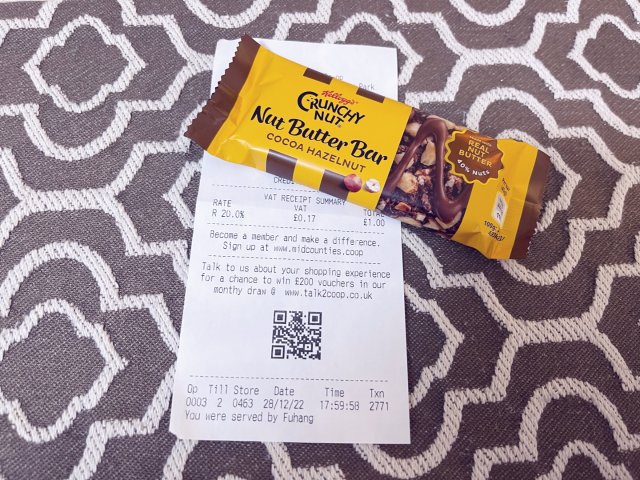 Park
Kellogg's
CRUNCHY
NUT
Nut Butter Bar
COCOA HAZELNUT
REAL
NUT
BUTTER
40% NUTS
VAT RECEIPT SUMMARY
RATE VAT TOTAL
R 20.0% £0.17 £1.00
Become a member and make a difference.
Sign up at www.midcounties.coop
Talk to us about your shopping experience
for a chance to win £200 vouchers in our
monthy draw @ www.talk2coop.co.uk
Op Till Store Date Time Txn
0003 2 0463 28/12/22 17:59:58 2771
You were served by Fuhang